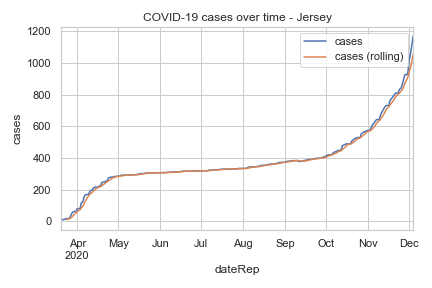 COVID-19 cases over time - Jersey
cases
cases (rolling)
1200
1000
800
600
400
200
0
cases
Apr May Jun Jul Aug Sep Oct Nov Dec
2020
dateRep